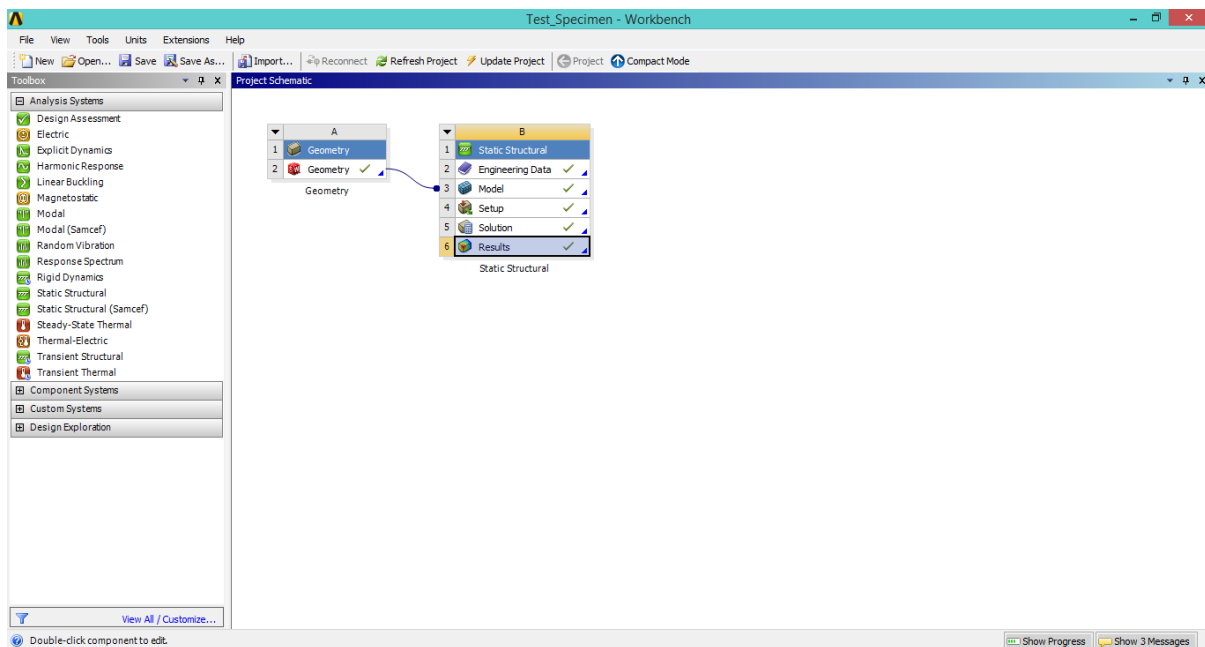 Test_Specimen - Workbench
File View Tools Units Extensions Help
New Open... Save Save As... Import... Reconnect Refresh Project Update Project Project Compact Mode
Toolbox
Project Schematic
Analysis Systems
Design Assessment
Electric
Explicit Dynamics
Harmonic Response
Linear Buckling
Magnetostatic
Modal
Modal (Samcef)
Random Vibration
Response Spectrum
Rigid Dynamics
Static Structural
Static Structural (Samcef)
Steady-State Thermal
Thermal-Electric
Transient Structural
Transient Thermal
Component Systems
Custom Systems
Design Exploration
View All / Customize...
A
1 Geometry
2 Geometry
Geometry
B
1 Static Structural
2 Engineering Data
3 Model
4 Setup
5 Solution
6 Results
Static Structural
Double-click component to edit.
Show Progress Show 3 Messages